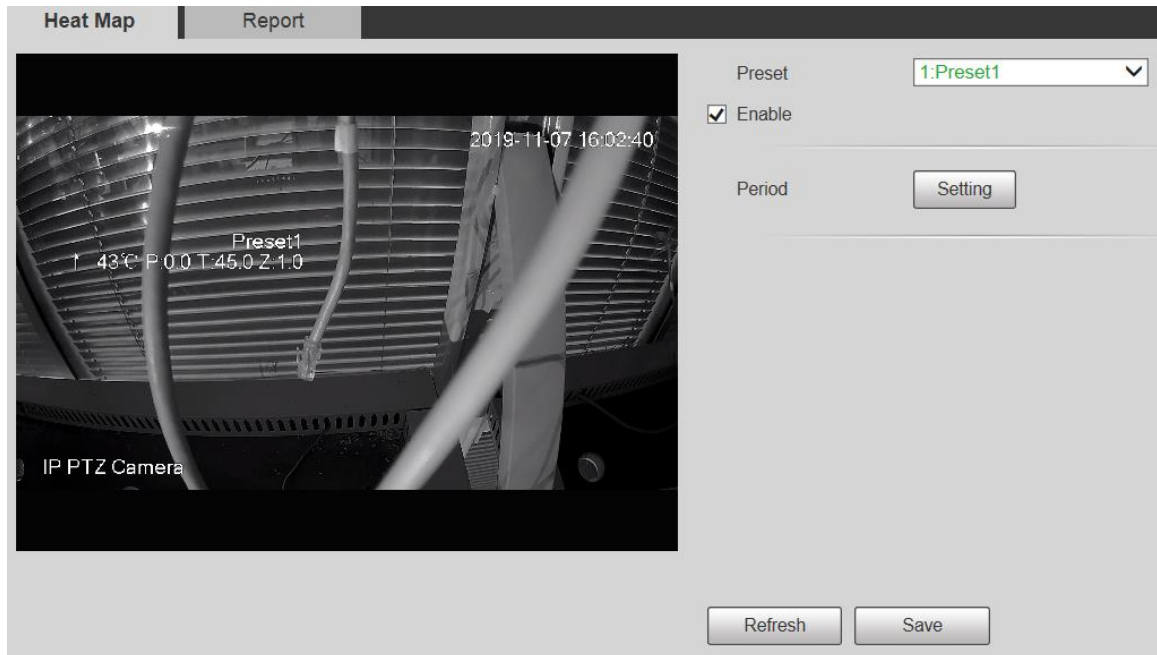 Heat Map
Report
2019-11-07 16:02:40
Preset1
↑ 43℃ P:0.0 T:45.0 Z:1.0
IP PTZ Camera
Preset
1:Preset1
Enable
Period
Setting
Refresh
Save